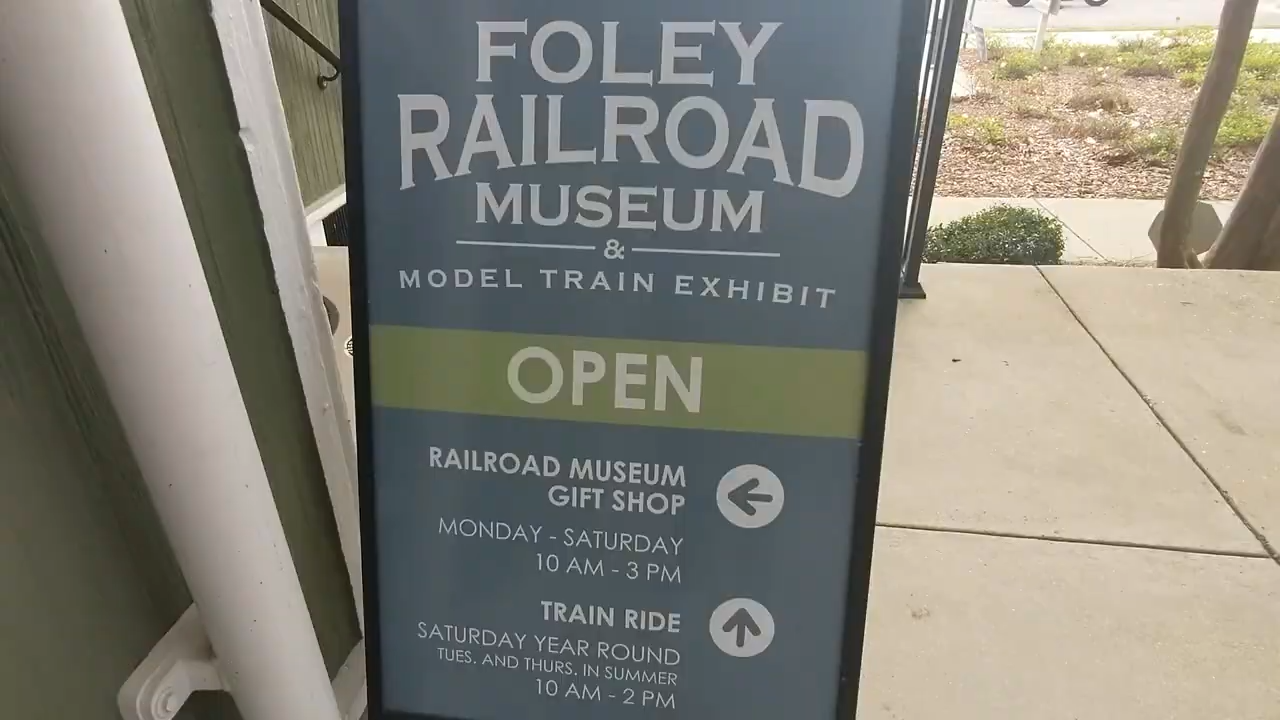 FOLEY
RAILROAD
MUSEUM
&
MODEL TRAIN EXHIBIT
OPEN
RAILROAD MUSEUM
GIFT SHOP
MONDAY - SATURDAY
10 AM - 3 PM
TRAIN RIDE
SATURDAY YEAR ROUND
TUES. AND THURS. IN SUMMER
10 AM - 2 PM